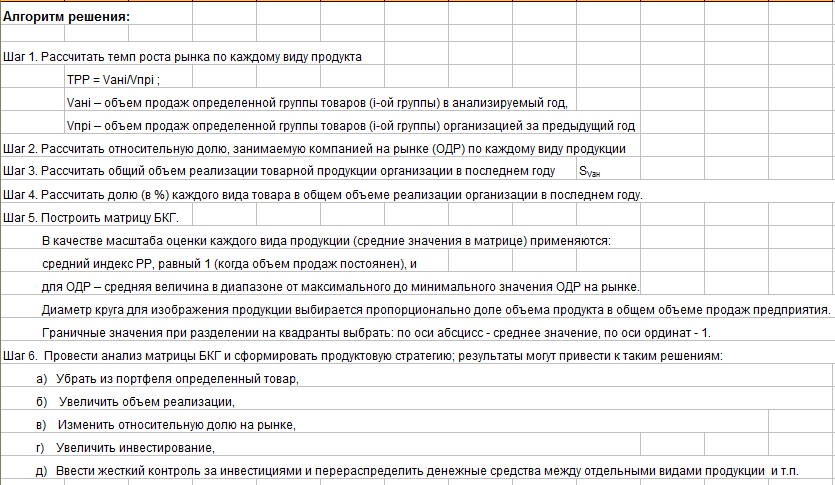 Алгоритм решения:
Шаг 1. Рассчитать темп роста рынка по каждому виду продукта
ТРР = Vанi/Vпрi ;
Vанi – объем продаж определенной группы товаров (i-ой группы) в анализируемый год,
Vпрi – объем продаж определенной группы товаров (i-ой группы) организацией за предыдущий год
Шаг 2. Рассчитать относительную долю, занимаемую компанией на рынке (ОДР) по каждому виду продукции
Шаг 3. Рассчитать общий объем реализации товарной продукции организации в последнем году SVан
Шаг 4. Рассчитать долю (в %) каждого вида товара в общем объеме реализации организации в последнем году.
Шаг 5. Построить матрицу БКГ.
В качестве масштаба оценки каждого вида продукции (средние значения в матрице) применяются:
средний индекс РР, равный 1 (когда объем продаж постоянен), и
для ОДР – средняя величина в диапазоне от максимального до минимального значения ОДР на рынке.
Диаметр круга для изображения продукции выбирается пропорционально доле объема продукта в общем объеме продаж предприятия.
Граничные значения при разделении на квадранты выбрать: по оси абсцисс - среднее значение, по оси ординат - 1.
Шаг 6. Провести анализ матрицы БКГ и сформировать продуктовую стратегию; результаты могут привести к таким решениям:
а) Убрать из портфеля определенный товар,
б) Увеличить объем реализации,
в) Изменить относительную долю на рынке,
г) Увеличить инвестирование,
д) Ввести жесткий контроль за инвестициями и перераспределить денежные средства между отдельными видами продукции и т.п.